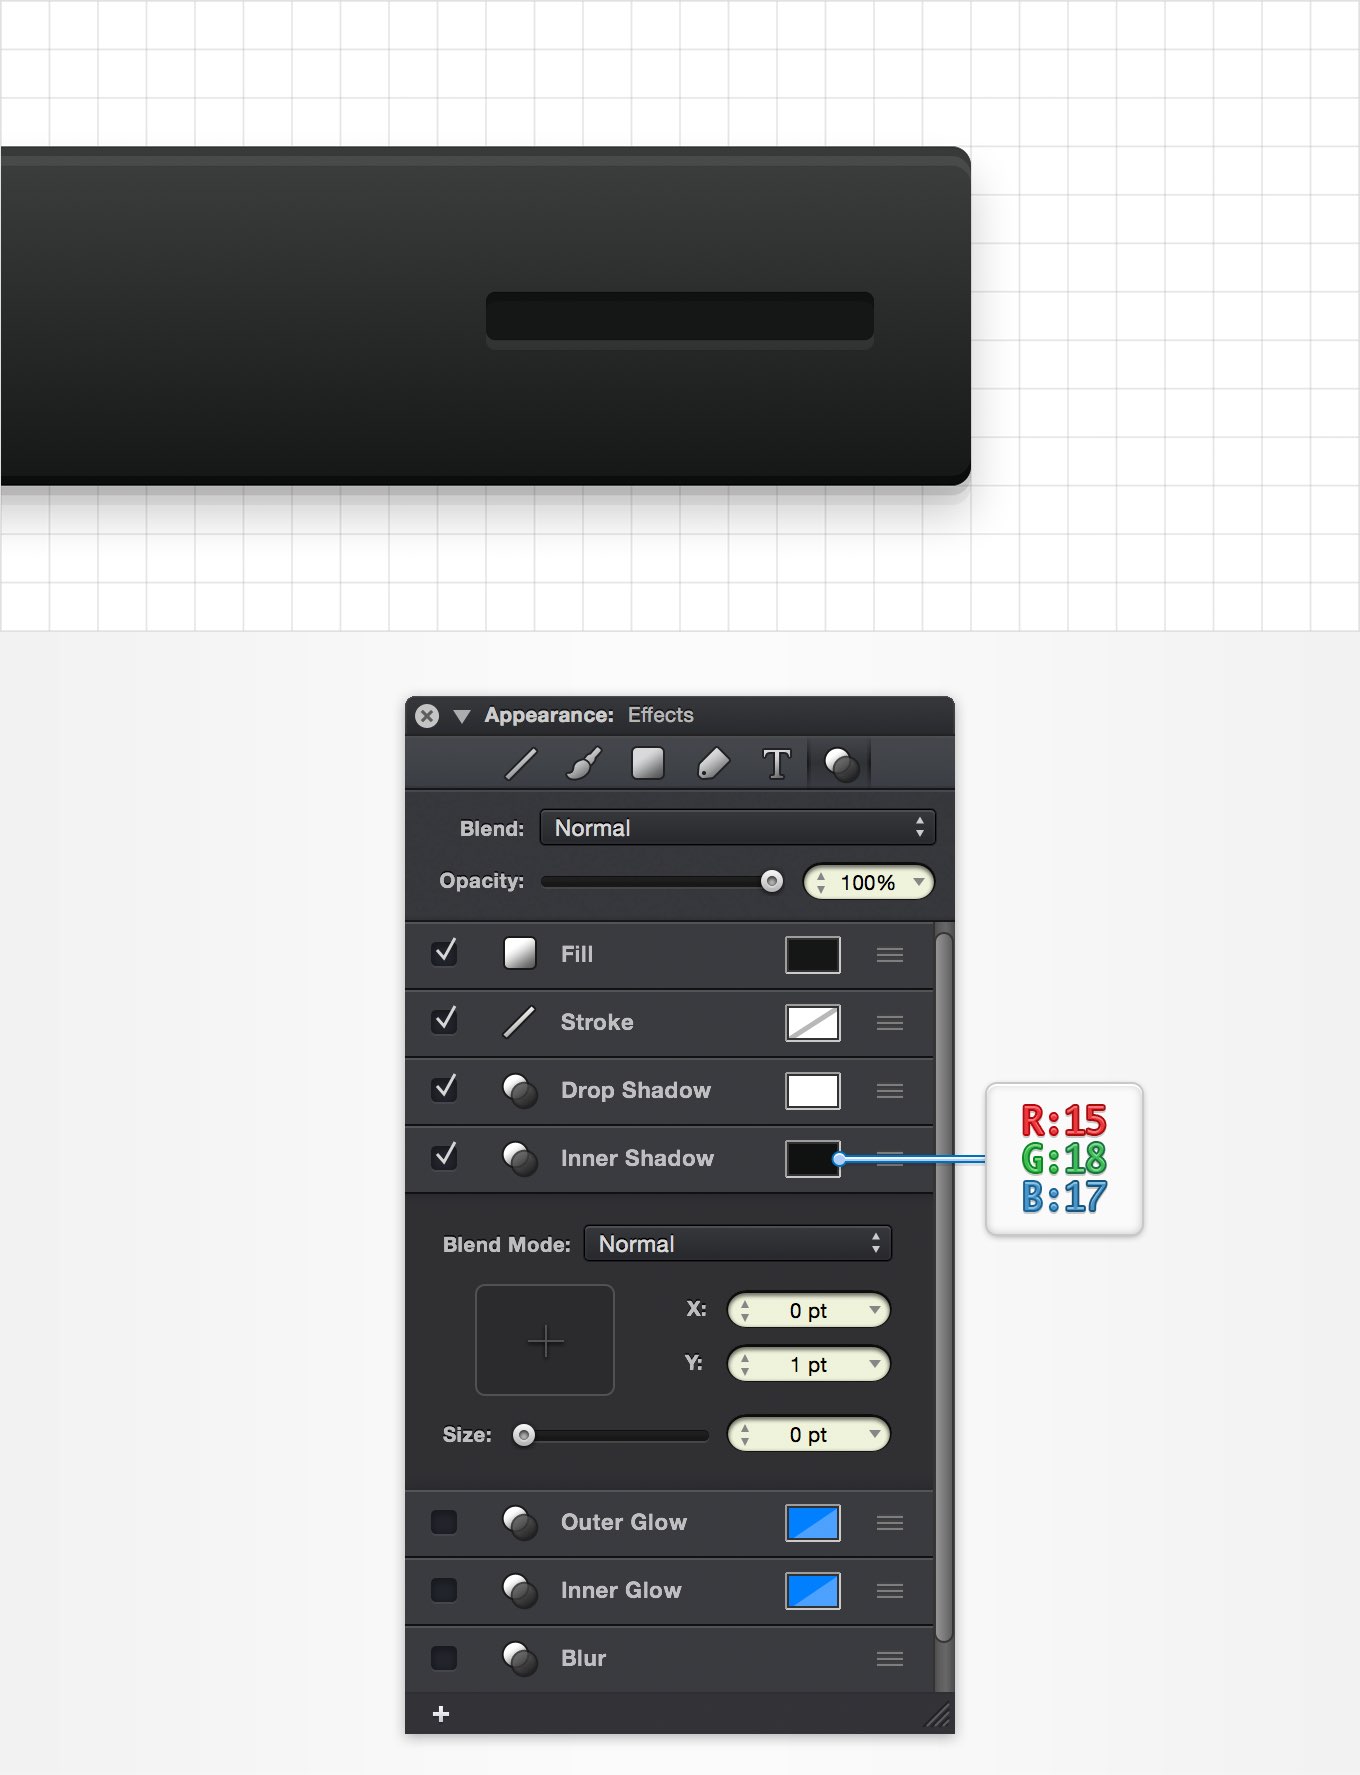 Appearance: Effects
T
Blend: Normal
Opacity: 100%
Fill
Stroke
Drop Shadow
Inner Shadow
R:15
G:18
B:17
Blend Mode: Normal
X: 0 pt
Y: 1 pt
Size: 0 pt
Outer Glow
Inner Glow
Blur